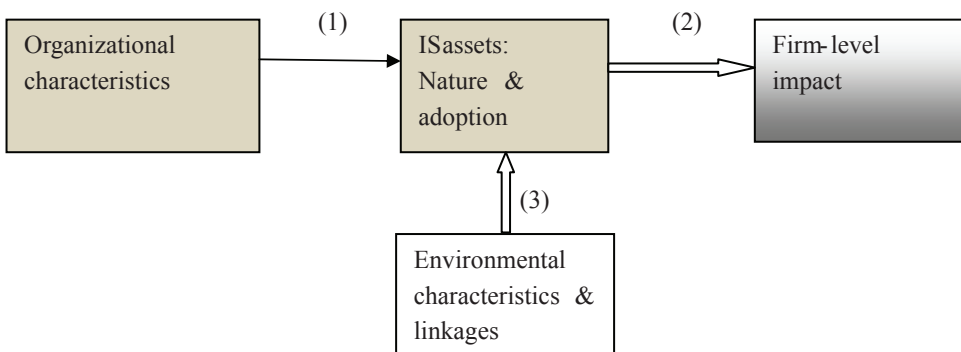 (1)
(2)
Organizational
characteristics
ISassets:
Nature &
adoption
Firm-level
impact
(3)
Environmental
characteristics &
linkages